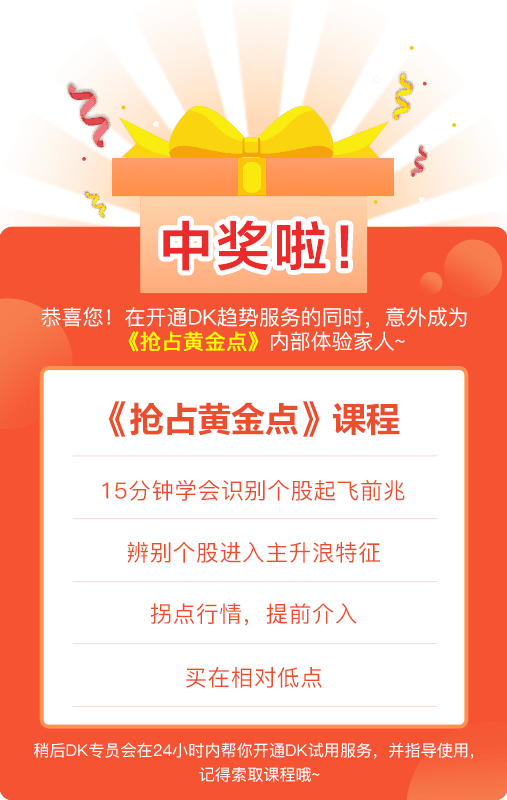 中奖啦！
恭喜您！在开通DK趋势服务的同时，意外成为
《抢占黄金点》内部体验家人~
《抢占黄金点》课程
15分钟学会识别个股起飞前兆
辨别个股进入主升浪特征
拐点行情，提前介入
买在相对低点
稍后DK专员会在24小时内帮你开通DK试用服务，并指导使用，
记得索取课程哦~